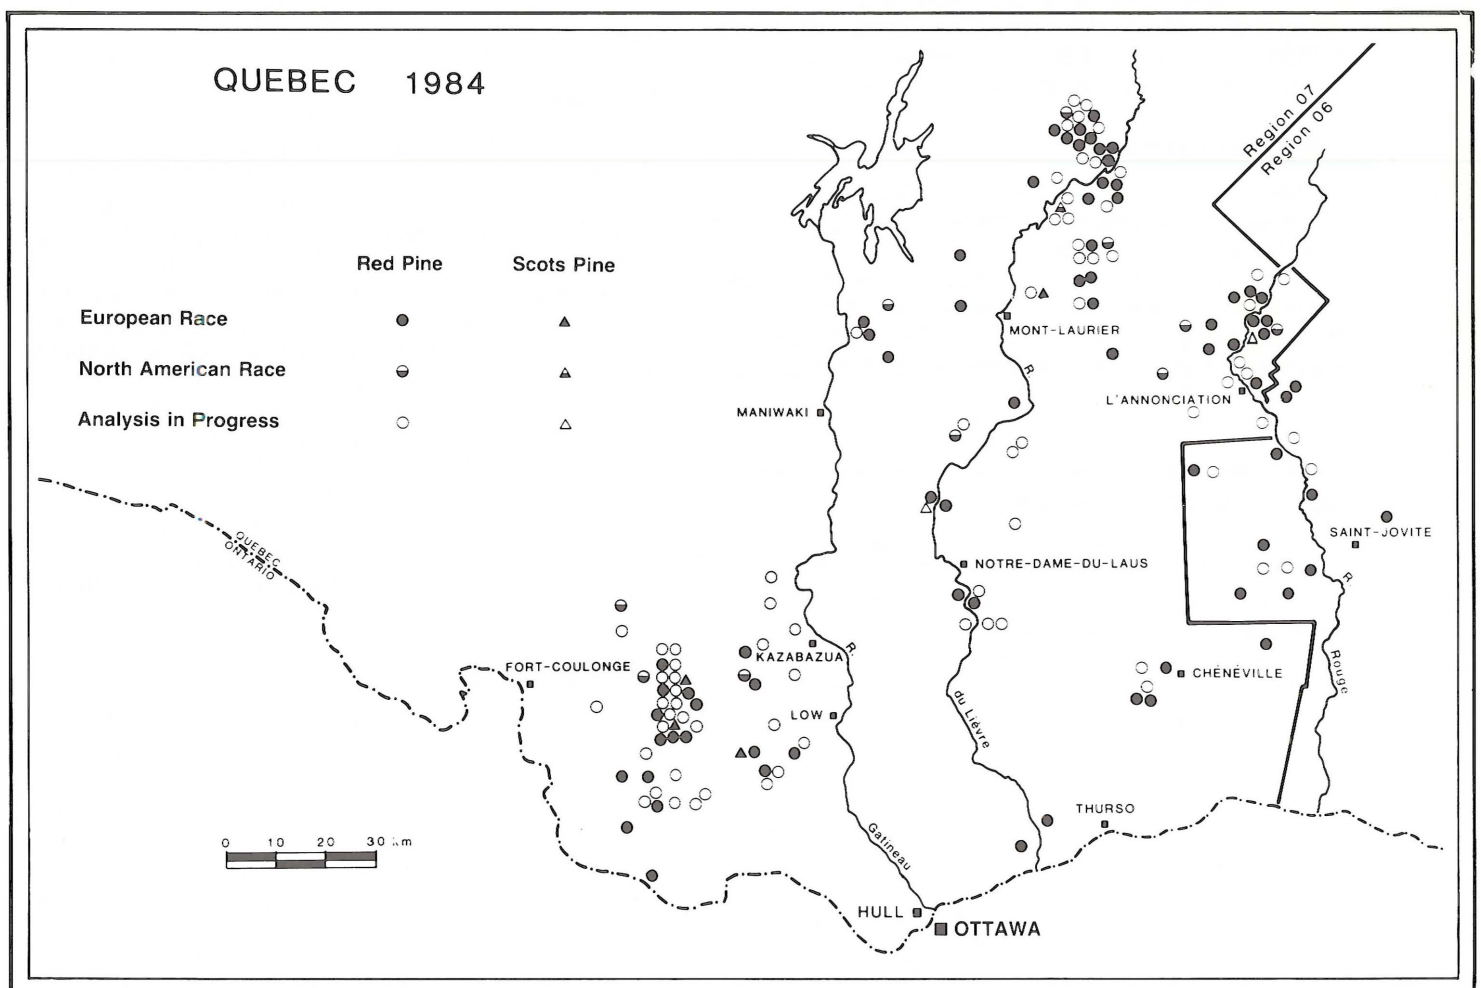 QUEBEC 1984
Region 07
Region 06
Red Pine Scots Pine
European Race
North American Race
Analysis in Progress
MONT-LAURIER
R.
L'ANNONCIATION
MANIWAKI
QUEBEC
ONTARIO
SAINT-JOVITE
NOTRE-DAME-DU-LAUS
R.
KAZABAZUA
R.
FORT-COULONGE
CHÉNÉVILLE
Rouge
LOW
du Lièvre
THURSO
0 10 20 30 km
Gatineau
HULL
OTTAWA